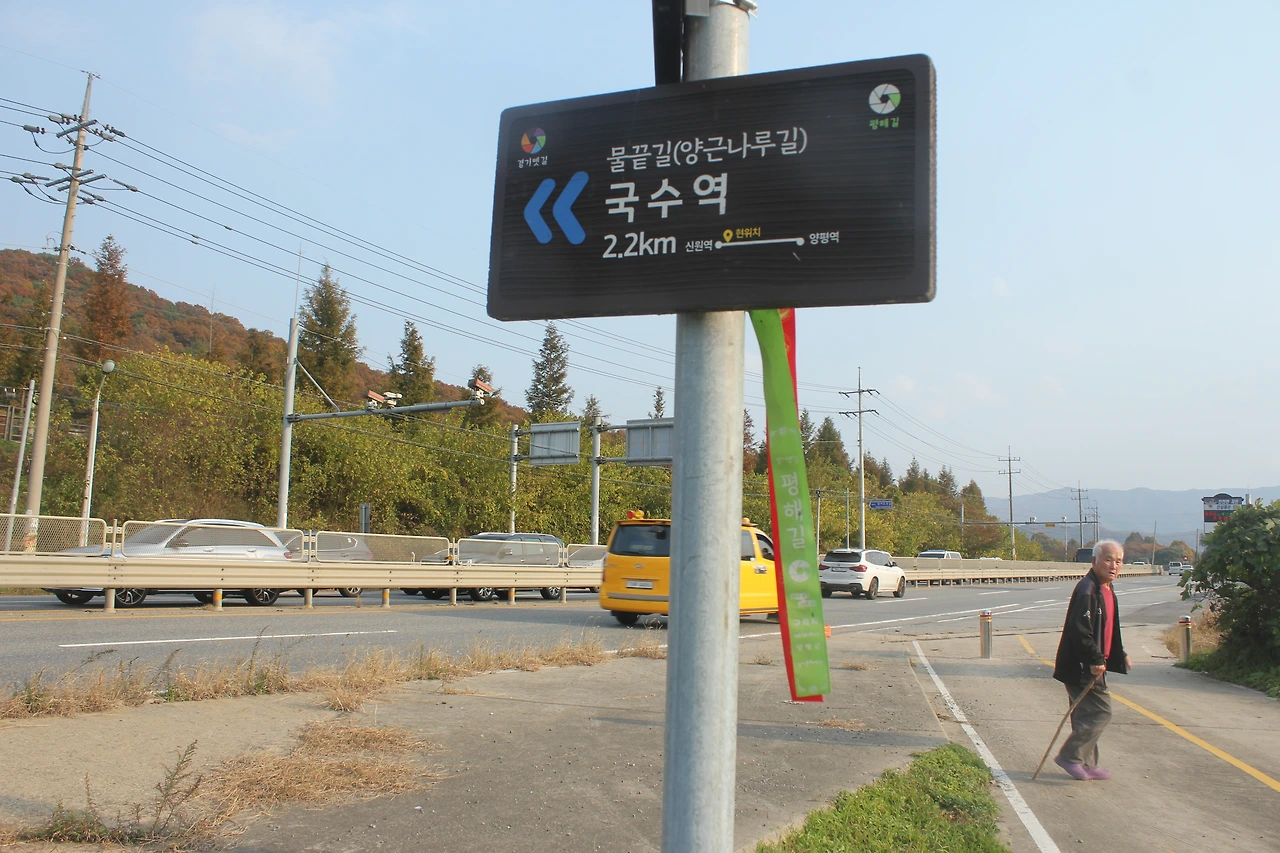 경기옛길
평해길
물끝길(양근나루길)
국수역
2.2km 신원역 현위치 양평역
평해길